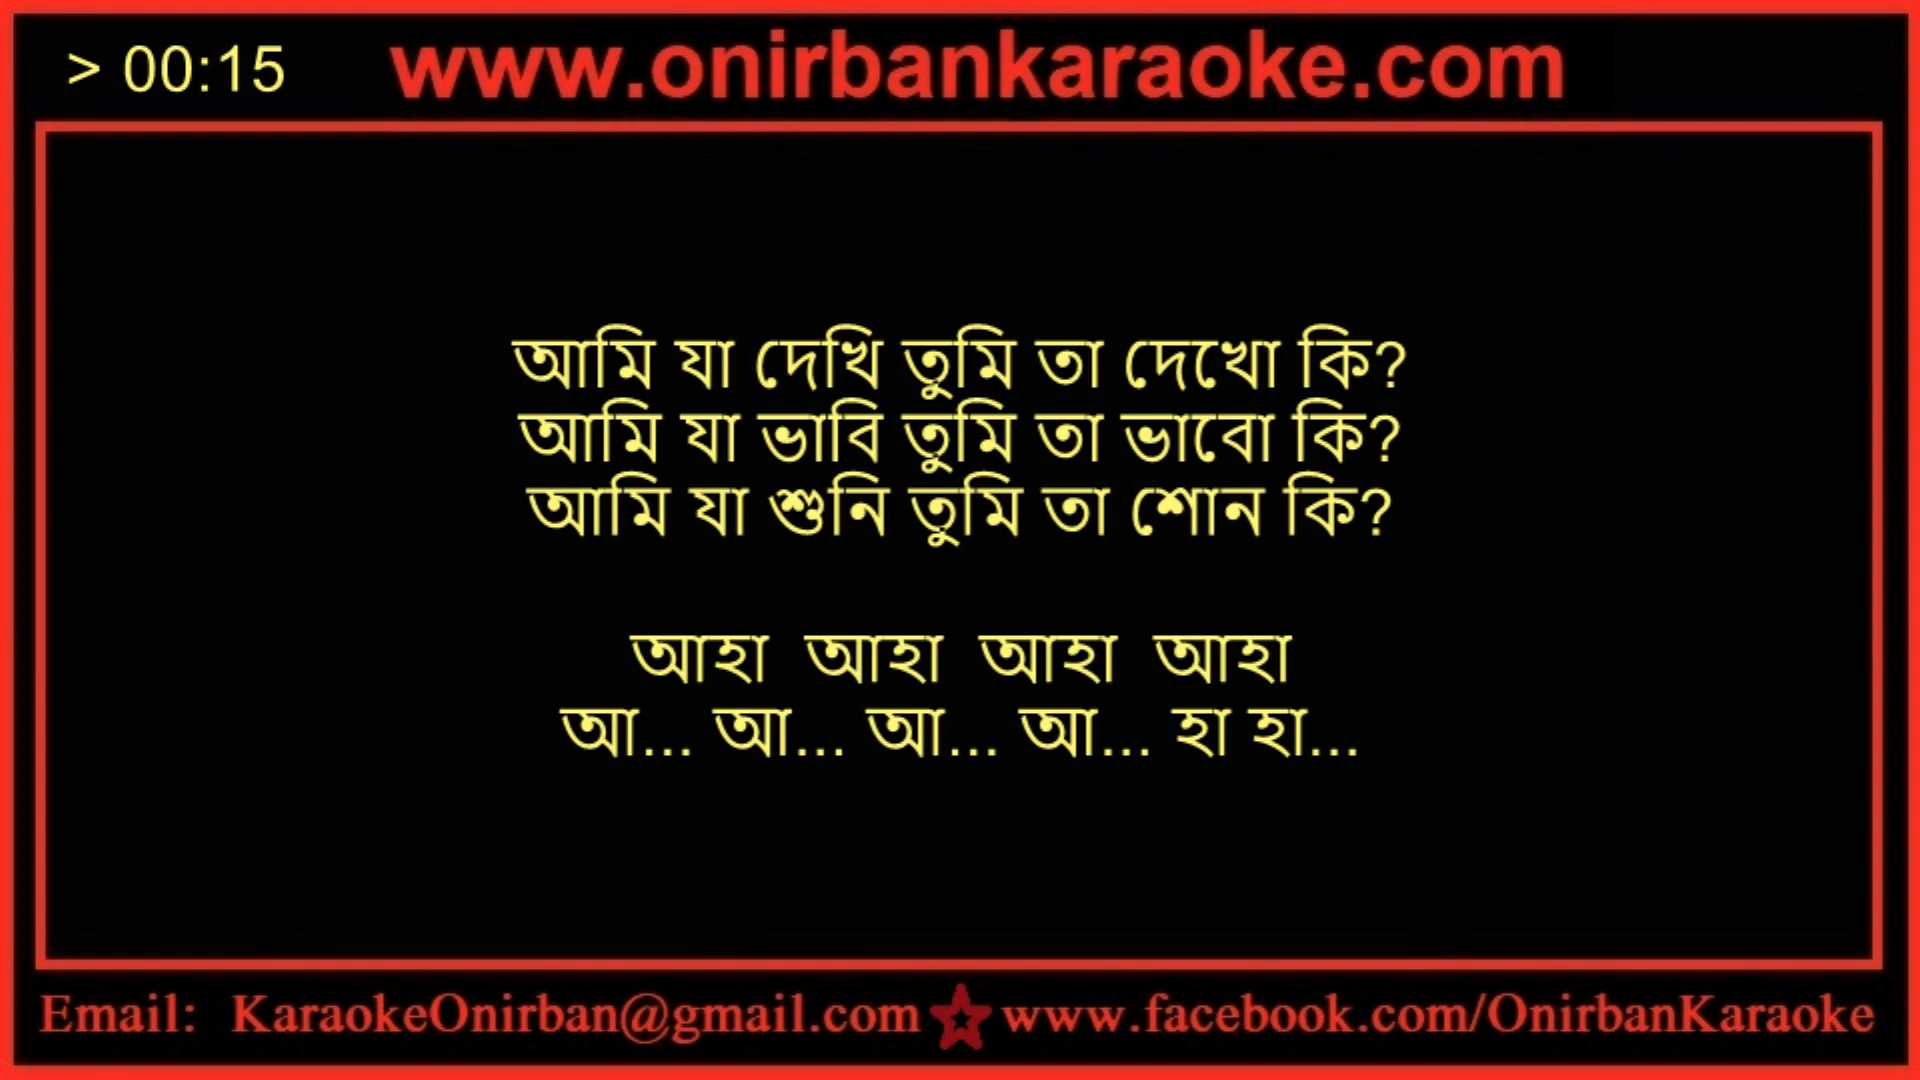 > 00:15 www.onirbankaraoke.com
আমি যা দেখি তুমি তা দেখো কি?
আমি যা ভাবি তুমি তা ভাবো কি?
আমি যা শুনি তুমি তা শোন কি?
আহা আহা আহা আহা
আ... আ... আ... আ... হা হা...
Email: KaraokeOnirban@gmail.com www.facebook.com/OnirbanKaraoke